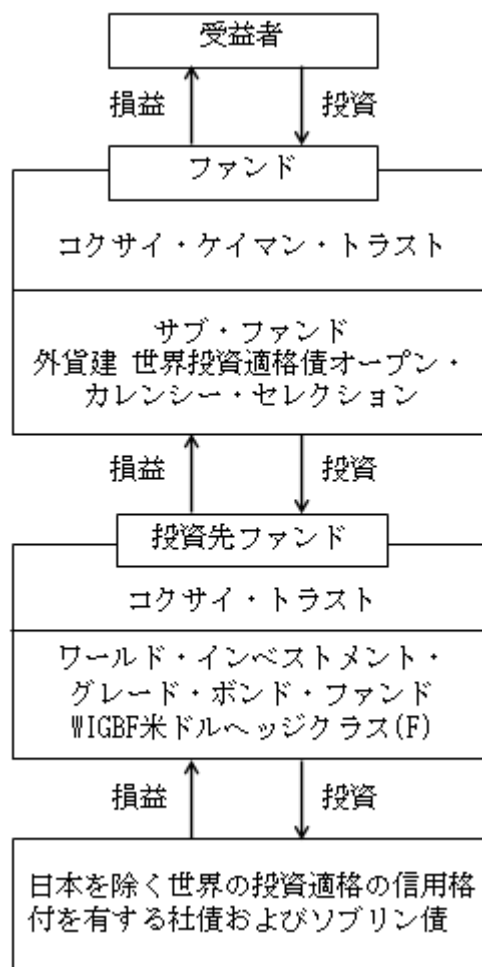 受益者
損益
投資
ファンド
コクサイ・ケイマン・トラスト
サブ・ファンド
外貨建 世界投資適格債オープン・
カレンシー・セレクション
損益
投資
投資先ファンド
コクサイ・トラスト
ワールド・インベストメント・
グレード・ボンド・ファンド
WIGBF米ドルヘッジクラス(F)
損益
投資
日本を除く世界の投資適格の信用格
付を有する社債およびソブリン債